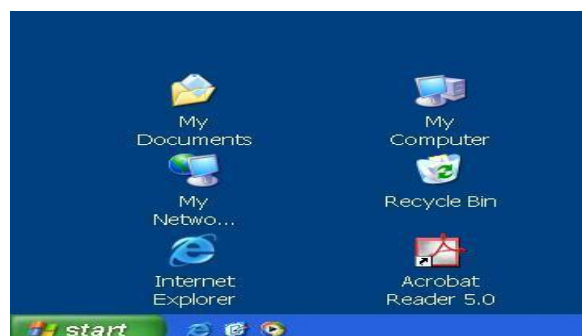 My
Documents
My
Computer
My
Netwo...
Recycle Bin
Internet
Explorer
Acrobat
Reader 5.0
start